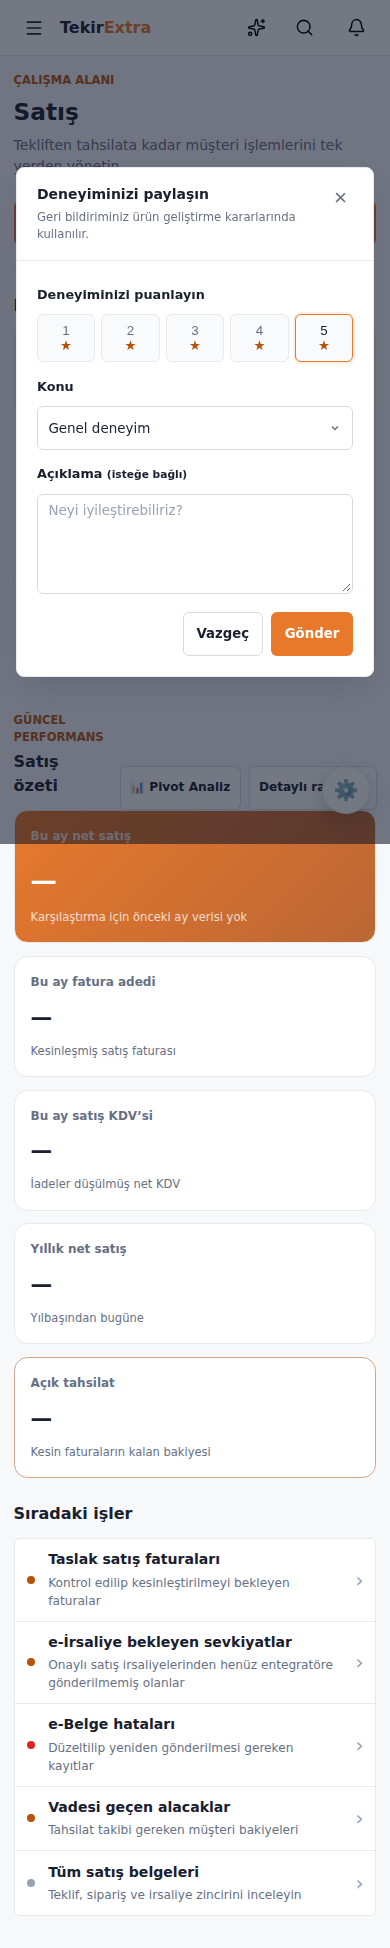 TekirExtra
ÇALIŞMA ALANI
Satış
Tekliften tahsilata kadar müşteri işlemlerini tek
yerden yönetin
Deneyiminizi paylaşın
Geri bildiriminiz ürün geliştirme kararlarında
kullanılır.
Deneyiminizi puanlayın
1 2 3 4 5
★ ★ ★ ★ ★
Konu
Genel deneyim
Açıklama (isteğe bağlı)
Neyi iyileştirebiliriz?
Vazgeç Gönder
GÜNCEL
PERFORMANS
Satış
özeti
📊 Pivot Analiz Detaylı
Bu ay net satış
—
Karşılaştırma için önceki ay verisi yok
Bu ay fatura adedi
—
Kesinleşmiş satış faturası
Bu ay satış KDV’si
—
İadeler düşülmüş net KDV
Yıllık net satış
—
Yılbaşından bugüne
Açık tahsilat
—
Kesin faturaların kalan bakiyesi
Sıradaki işler
Taslak satış faturaları
Kontrol edilip kesinleştirilmeyi bekleyen
faturalar
e-İrsaliye bekleyen sevkiyatlar
Onaylı satış irsaliyelerinden henüz entegratöre
gönderilmemiş olanlar
e-Belge hataları
Düzeltilip yeniden gönderilmesi gereken
kayıtlar
Vadesi geçen alacaklar
Tahsilat takibi gereken müşteri bakiyeleri
Tüm satış belgeleri
Teklif, sipariş ve irsaliye zincirini inceleyin